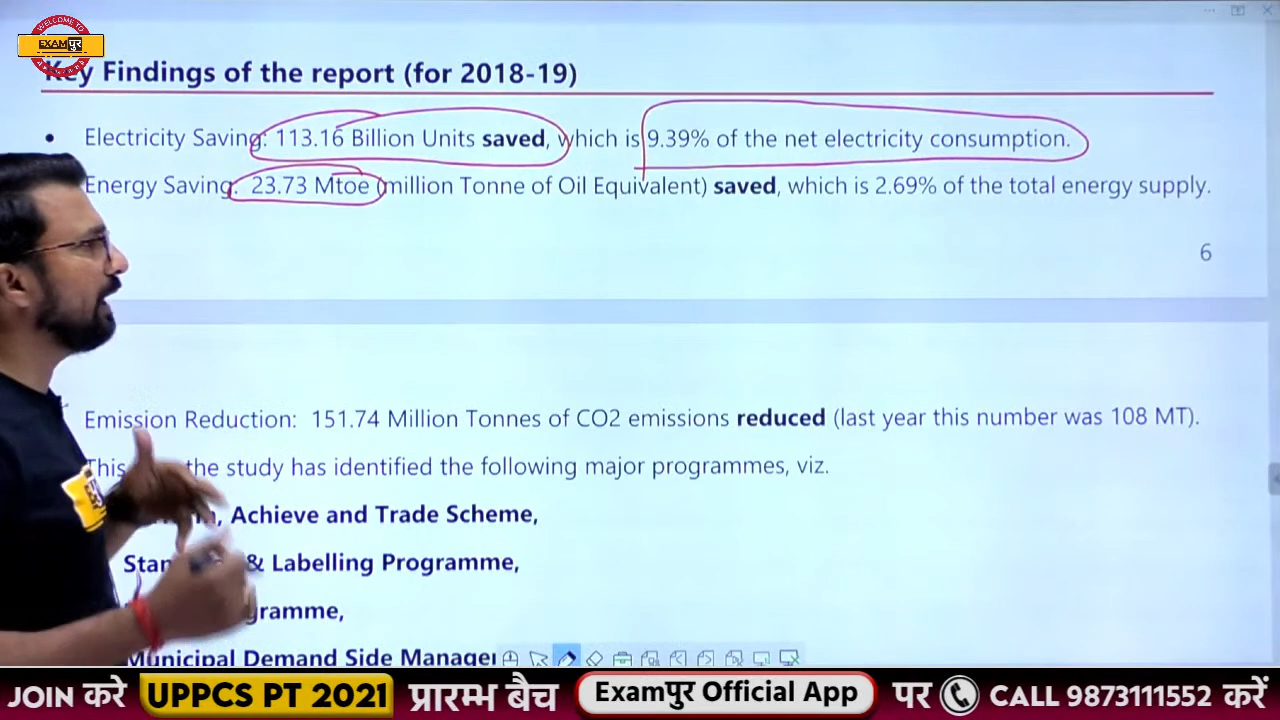 WELCOME TO
EXAMपुर
Key Findings of the report (for 2018-19)
• Electricity Saving: 113.16 Billion Units saved, which is 9.39% of the net electricity consumption.
Energy Saving: 23.73 Mtoe (million Tonne of Oil Equivalent) saved, which is 2.69% of the total energy supply.
6
Emission Reduction: 151.74 Million Tonnes of CO2 emissions reduced (last year this number was 108 MT).
This the study has identified the following major programmes, viz.
Achieve and Trade Scheme,
& Labelling Programme,
Municipal Demand Side
JOIN करे UPPCS PT 2021 प्रारम्भ बैच Examपुर Official App पर CALL 9873111552 करें